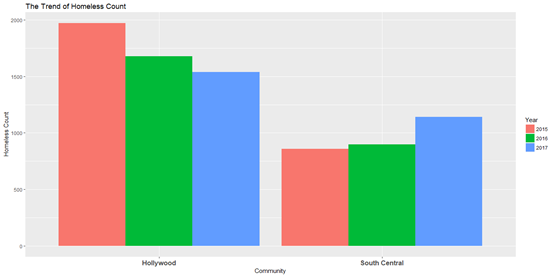 The Trend of Homeless Count
2000
1500
1000
500
0
Homeless Count
Hollywood
South Central
Community
Year
2015
2016
2017